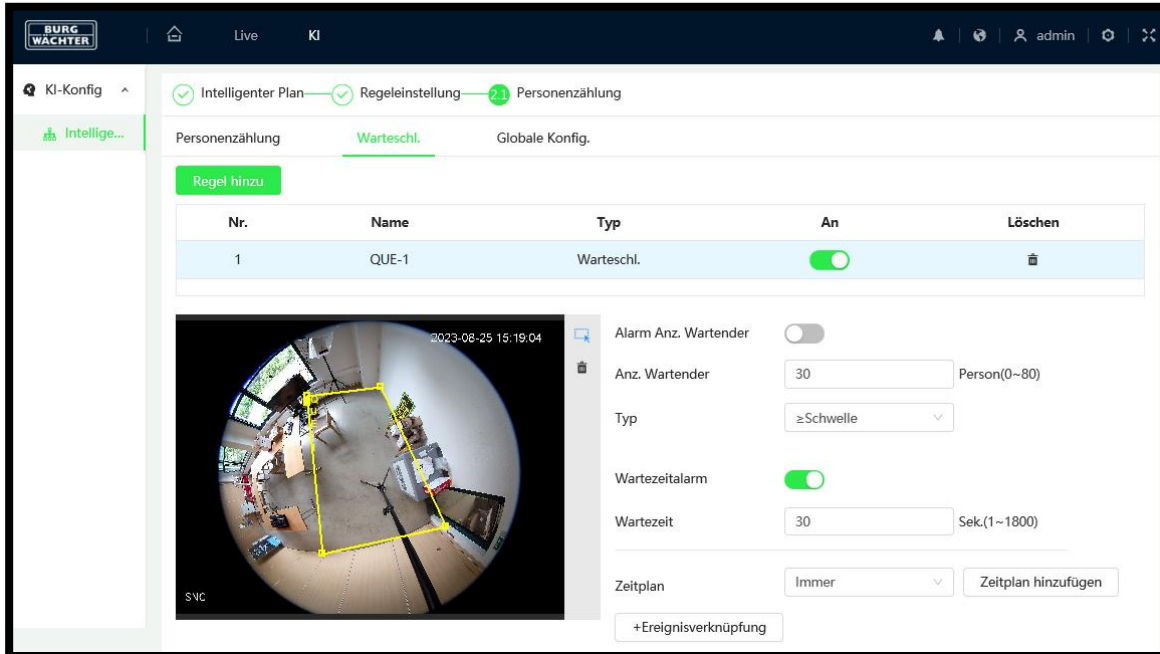 BURG
WÄCHTER
Live
KI
admin
KI-Konfig
Intellige...
Intelligenter Plan
Regeleinstellung
2.1
Personenzählung
Personenzählung
Warteschl.
Globale Konfig.
Regel hinzu
Nr.
Name
Typ
An
Löschen
1
QUE-1
Warteschl.
2023-08-25 15:19:04
Alarm Anz. Wartender
Anz. Wartender
30
Person(0~80)
Typ
≥Schwelle
Wartezeitalarm
Wartezeit
30
Sek.(1~1800)
Zeitplan
Immer
Zeitplan hinzufügen
+Ereignisverknüpfung